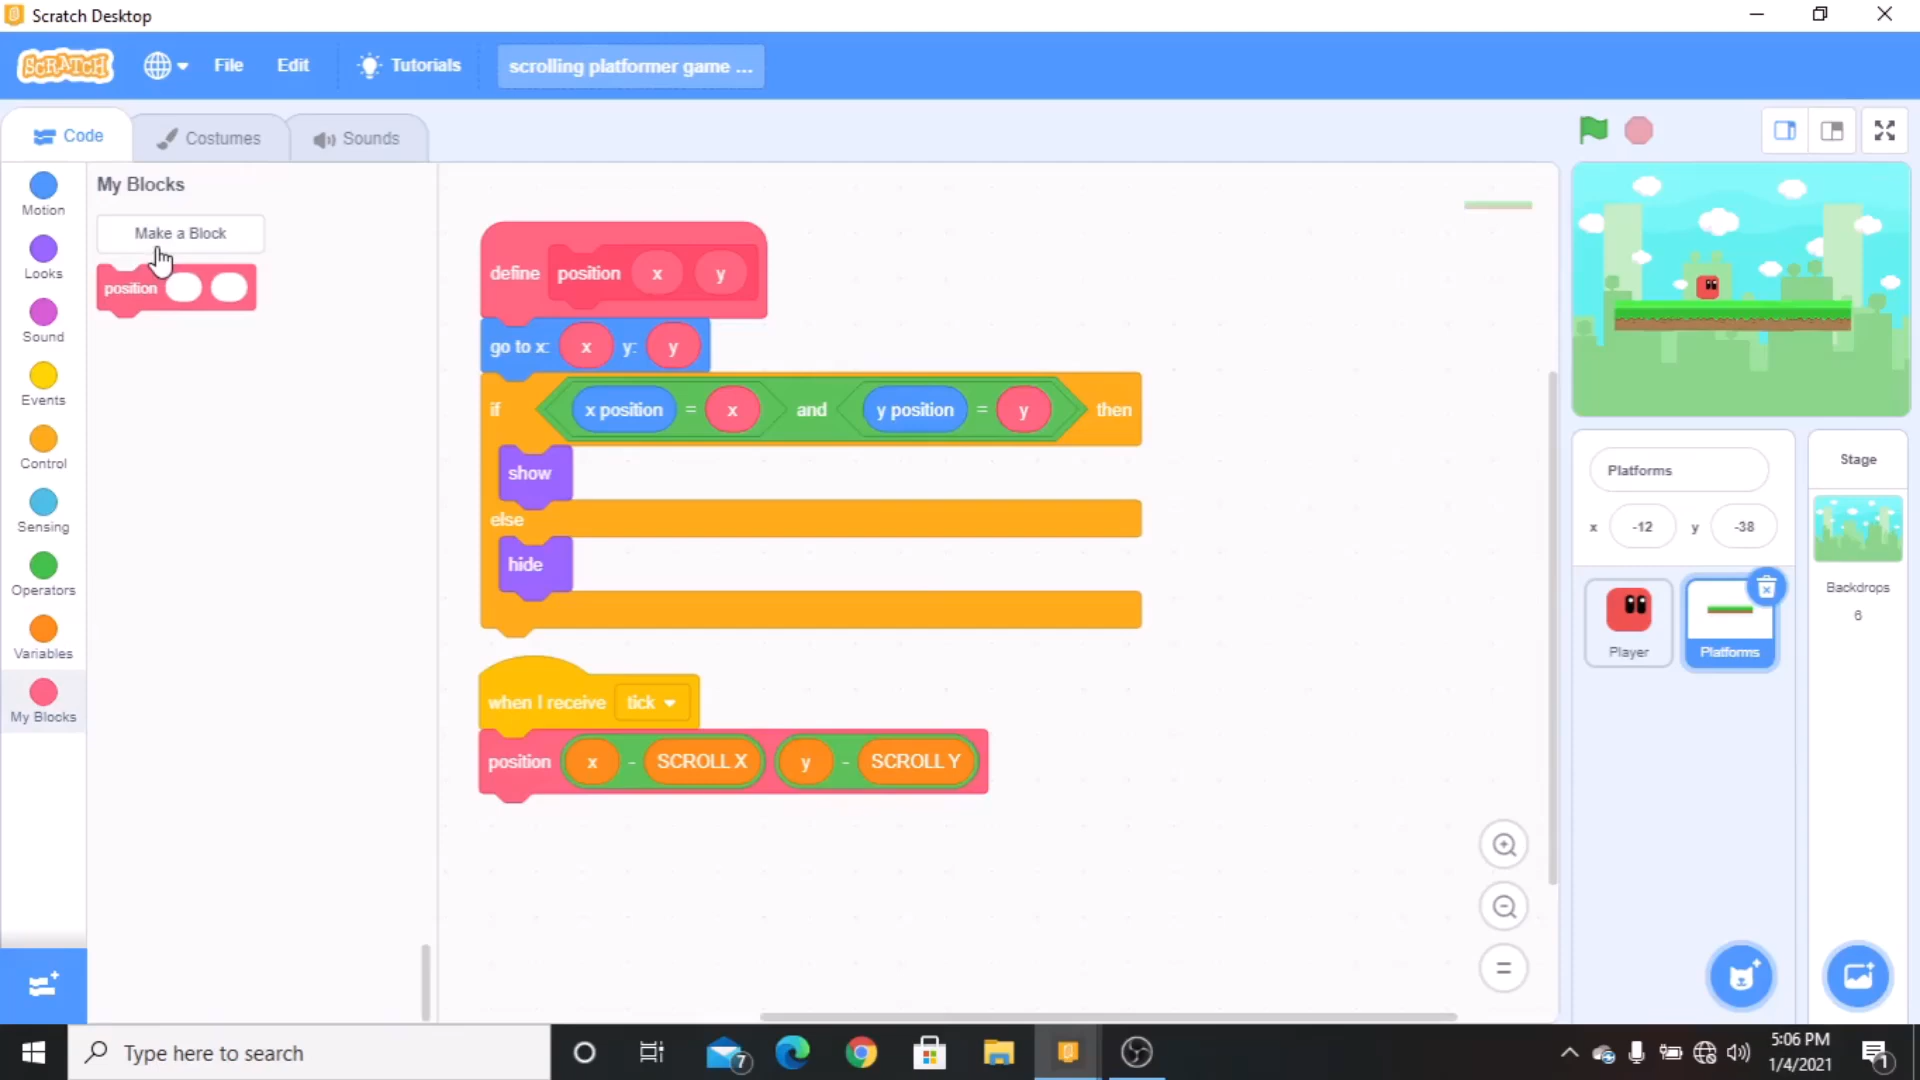 Scratch Desktop
SCRATCH
File
Edit
Tutorials
scrolling platformer game ...
Code
Costumes
Sounds
Motion
Looks
Sound
Events
Control
Sensing
Operators
Variables
My Blocks
My Blocks
Make a Block
position
define position x y
go to x: x y: y
if x position = x and y position = y then
show
else
hide
when I receive tick
position x - SCROLL X y - SCROLL Y
Platforms
x -12 y -38
Player
Platforms
Stage
Backdrops
6
Type here to search
7
5:06 PM
1/4/2021
1